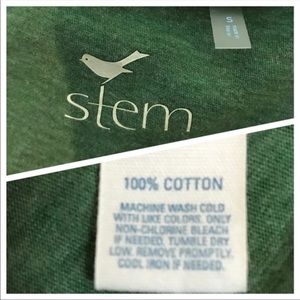 S
stem
100% COTTON
MACHINE WASH COLD
WITH LIKE COLORS. ONLY
NON-CHLORINE BLEACH
IF NEEDED. TUMBLE DRY
LOW. REMOVE PROMPTLY.
COOL IRON IF NEEDED.